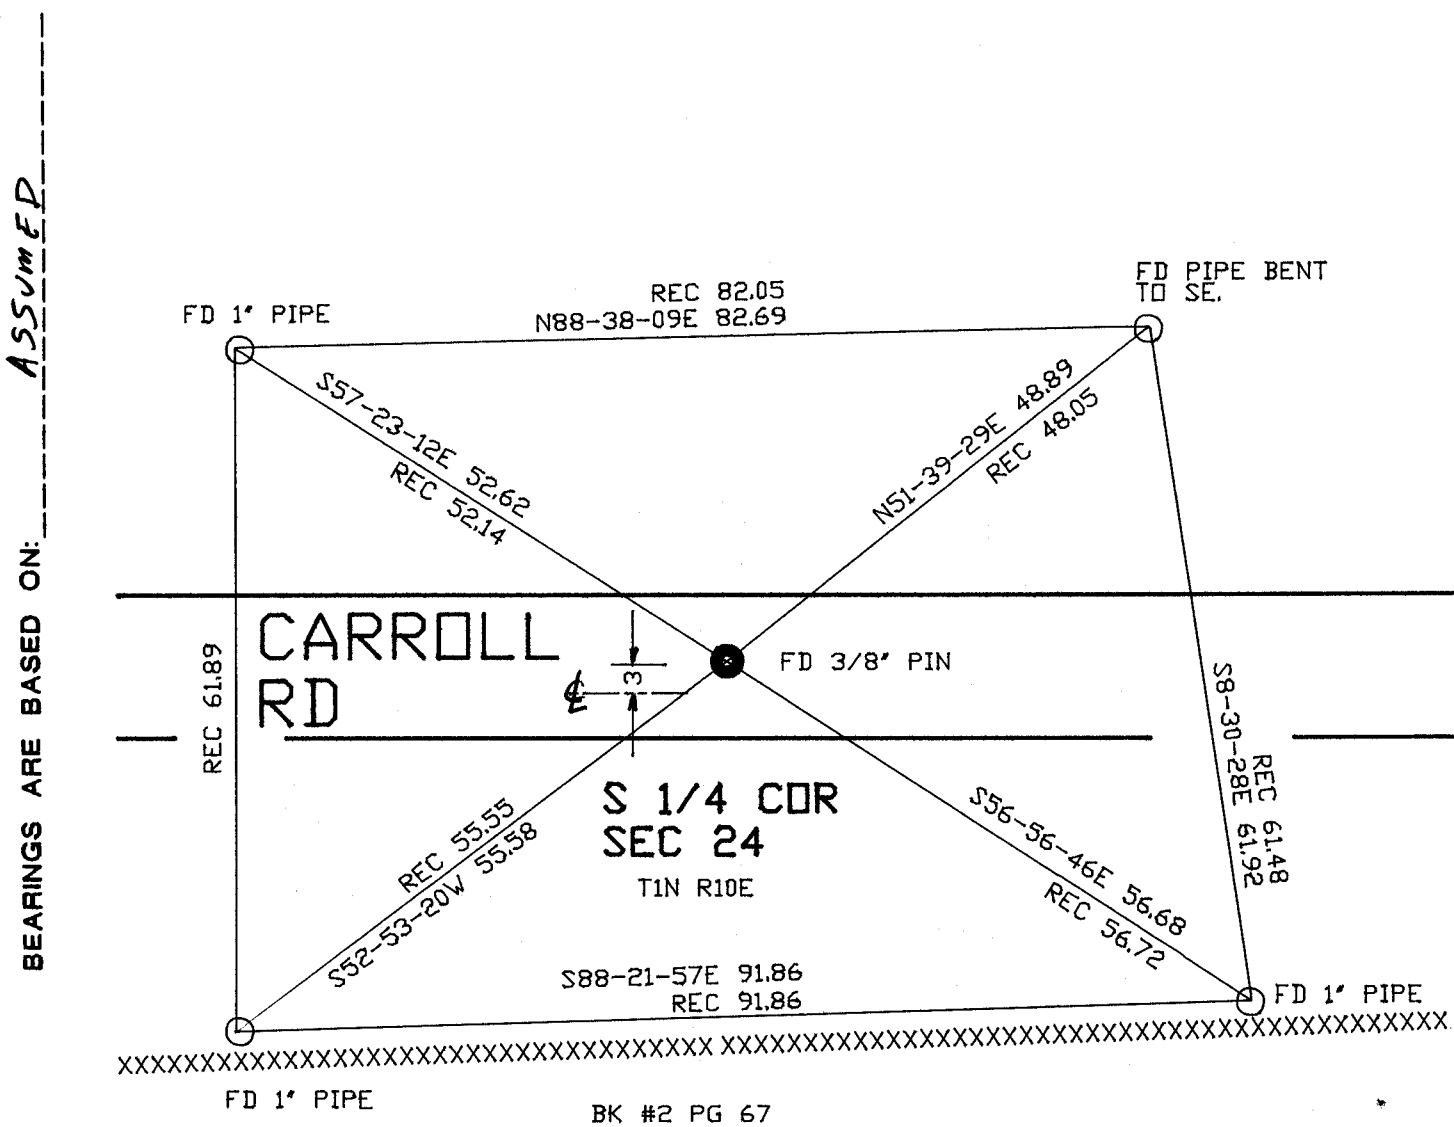 BEARINGS ARE BASED ON: ASSUMED
FD PIPE BENT
TO SE.
REC 82.05
N88-38-09E 82.69
FD 1" PIPE
S57-23-12E 52.62
REC 52.14
N51-39-29E 48.89
REC 48.05
CARROLL
RD
REC 61.89
3
℄
FD 3/8" PIN
S8-30-28E 61.92
REC 61.48
S 1/4 COR
SEC 24
T1N R10E
REC 55.55
S52-53-20W 55.58
S56-56-46E 56.68
REC 56.72
S88-21-57E 91.86
REC 91.86
FD 1" PIPE
XXXXXXXXXXXXXXXXXXXXXXXXXXXXXXXXXXXX XXXXXXXXXXXXXXXXXXXXXXXXXXXXXXXXXXXXXXXXXXXX
FD 1" PIPE
BK #2 PG 67